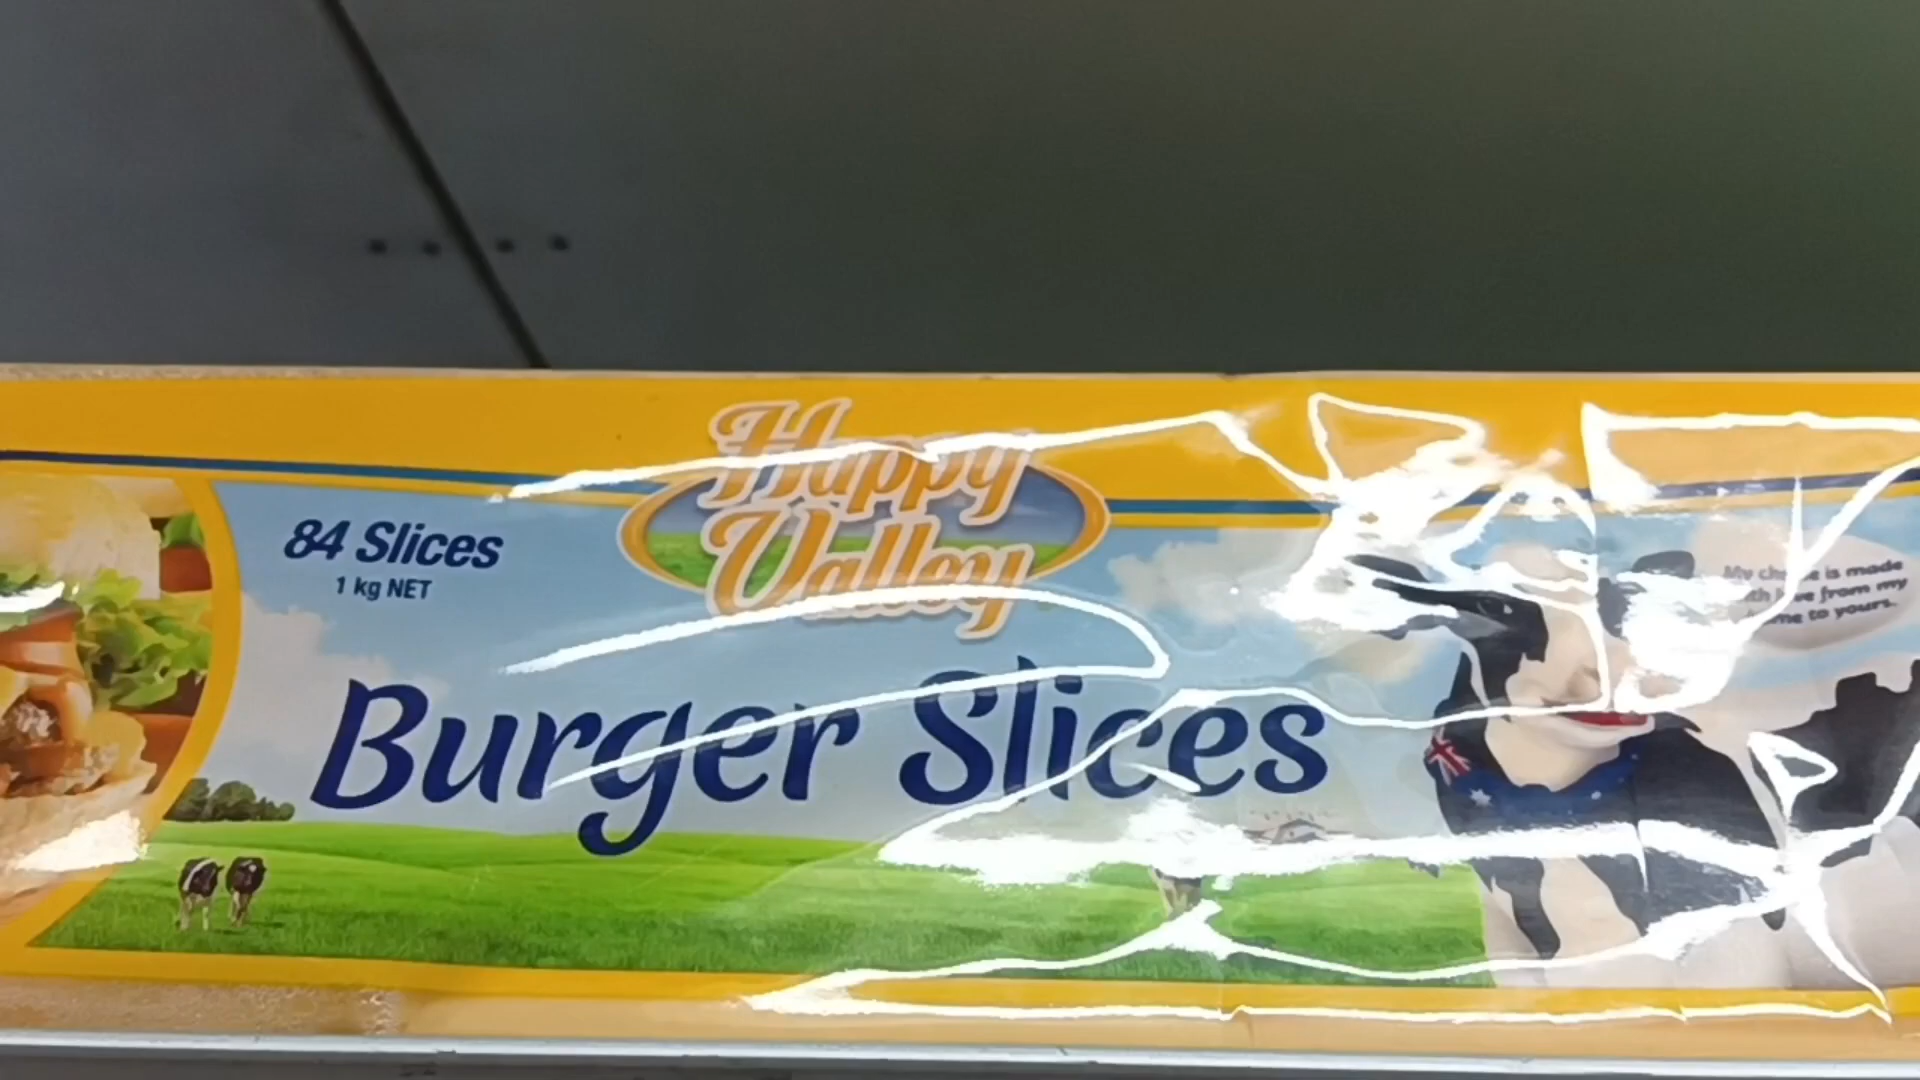 Happy
Valley
84 Slices
1 kg NET
Burger Slices
My is made
from my
to yours.